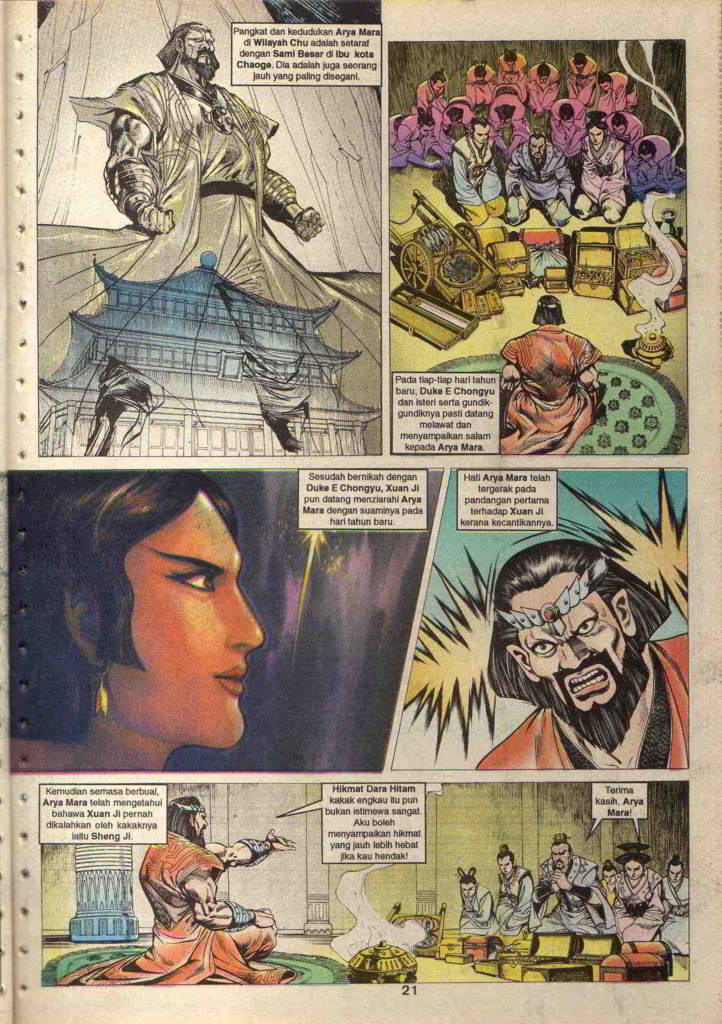 Pangkat dan kedudukan Arya Mara
di Wilayah Chu adalah setaraf
dengan Sami Besar di Ibu kota
Chaoge. Dia adalah juga seorang
jauh yang paling disegani.
Pada tiap-tiap hari tahun
baru, Duke E Chongyu
dan isteri serta gundik-
gundiknya pasti datang
melawat dan
menyampaikan salam
kepada Arya Mara.
Sesudah bernikah dengan
Duke E Chongyu, Xuan Ji
pun datang menziarahi Arya
Mara dengan suaminya pada
hari tahun baru.
Hati Arya Mara telah
tergerak pada
pandangan pertama
terhadap Xuan Ji
kerana kecantikannya.
Kemudian semasa berbual,
Arya Mara telah mengetahui
bahawa Xuan Ji pernah
dikalahkan oleh kakaknya
iaitu Sheng Ji.
Hikmat Dara Hitam
kakak engkau itu pun
bukan istimewa sangat.
Aku boleh
menyampaikan hikmat
yang jauh lebih hebat
jika kau hendak!
Terima
kasih, Arya
Mara!
21